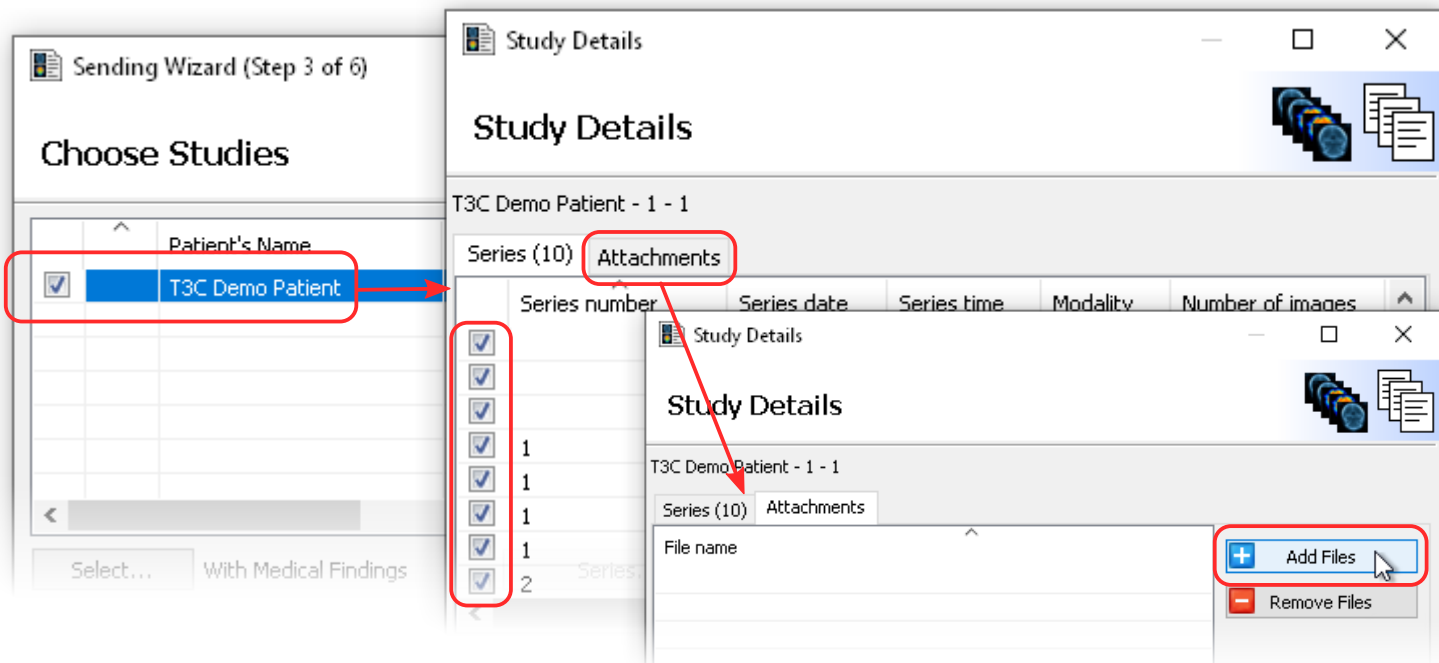 Sending Wizard (Step 3 of 6)
Choose Studies
Patient's Name
T3C Demo Patient
Select...
With Medical Findings
Study Details
Study Details
T3C Demo Patient - 1 - 1
Series (10)
Attachments
Series number
Series date
Series time
Modality
Number of images
1
1
1
1
2
Series.
Study Details
Study Details
T3C Demo Patient - 1 - 1
Series (10)
Attachments
File name
Add Files
Remove Files